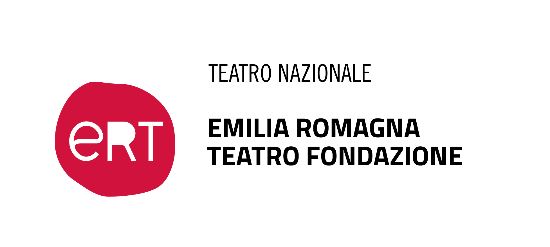 TEATRO NAZIONALE
eRT
EMILIA ROMAGNA
TEATRO FONDAZIONE